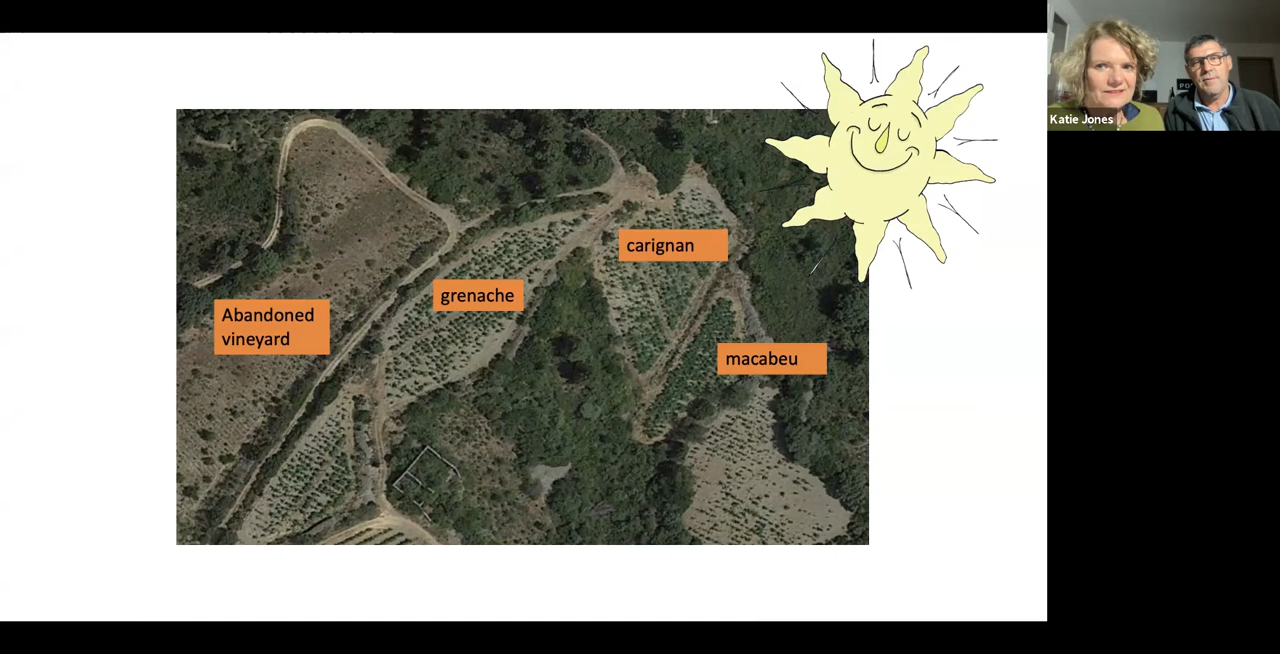 Katie Jones
carignan
grenache
Abandoned
vineyard
macabeu